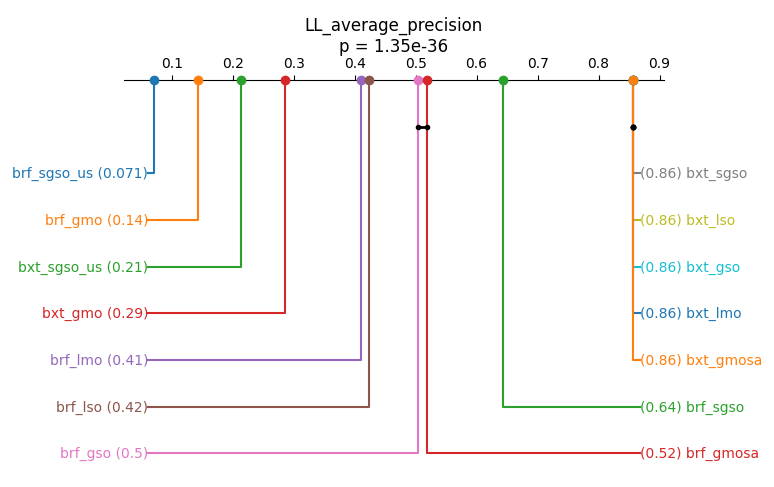 LL_average_precision
p = 1.35e-36
0.1 0.2 0.3 0.4 0.5 0.6 0.7 0.8 0.9
brf_sgso_us (0.071) (0.86) bxt_sgso
brf_gmo (0.14) (0.86) bxt_lso
bxt_sgso_us (0.21) (0.86) bxt_gso
bxt_gmo (0.29) (0.86) bxt_lmo
brf_lmo (0.41) (0.86) bxt_gmosa
brf_lso (0.42) (0.64) brf_sgso
brf_gso (0.5) (0.52) brf_gmosa